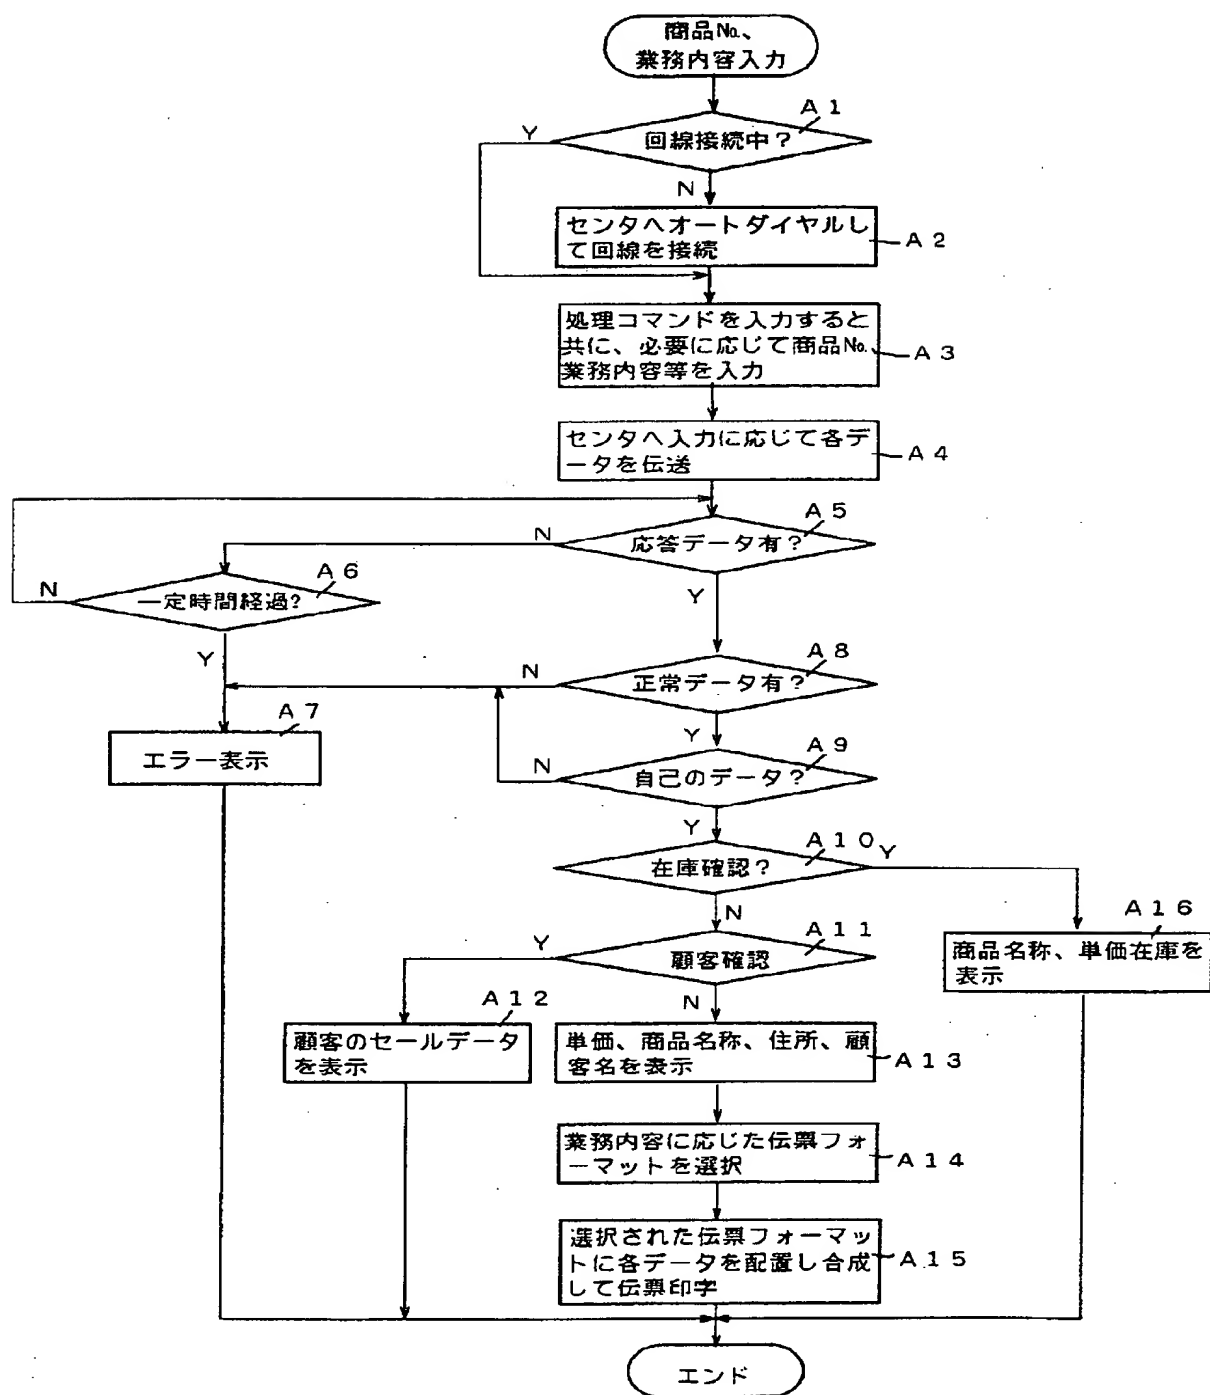 商品№、
業務内容入力
A1
Y
回線接続中?
N
センタへオートダイヤルし
て回線を接続
A2
処理コマンドを入力すると
共に、必要に応じて商品№
業務内容等を入力
A3
センタへ入力に応じて各デ
ータを伝送
A4
A5
N
応答データ有?
A6
N
一定時間経過?
Y
Y
A8
N
正常データ有?
A7
エラー表示
Y
A9
N
自己のデータ?
Y
A10
Y
在庫確認?
N
A16
商品名称、単価在庫を
表示
A11
Y
顧客確認
N
A12
顧客のセールデータ
を表示
単価、商品名称、住所、顧
客名を表示
A13
業務内容に応じた伝票フォ
ーマットを選択
A14
選択された伝票フォーマッ
トに各データを配置し合成
して伝票印字
A15
エンド